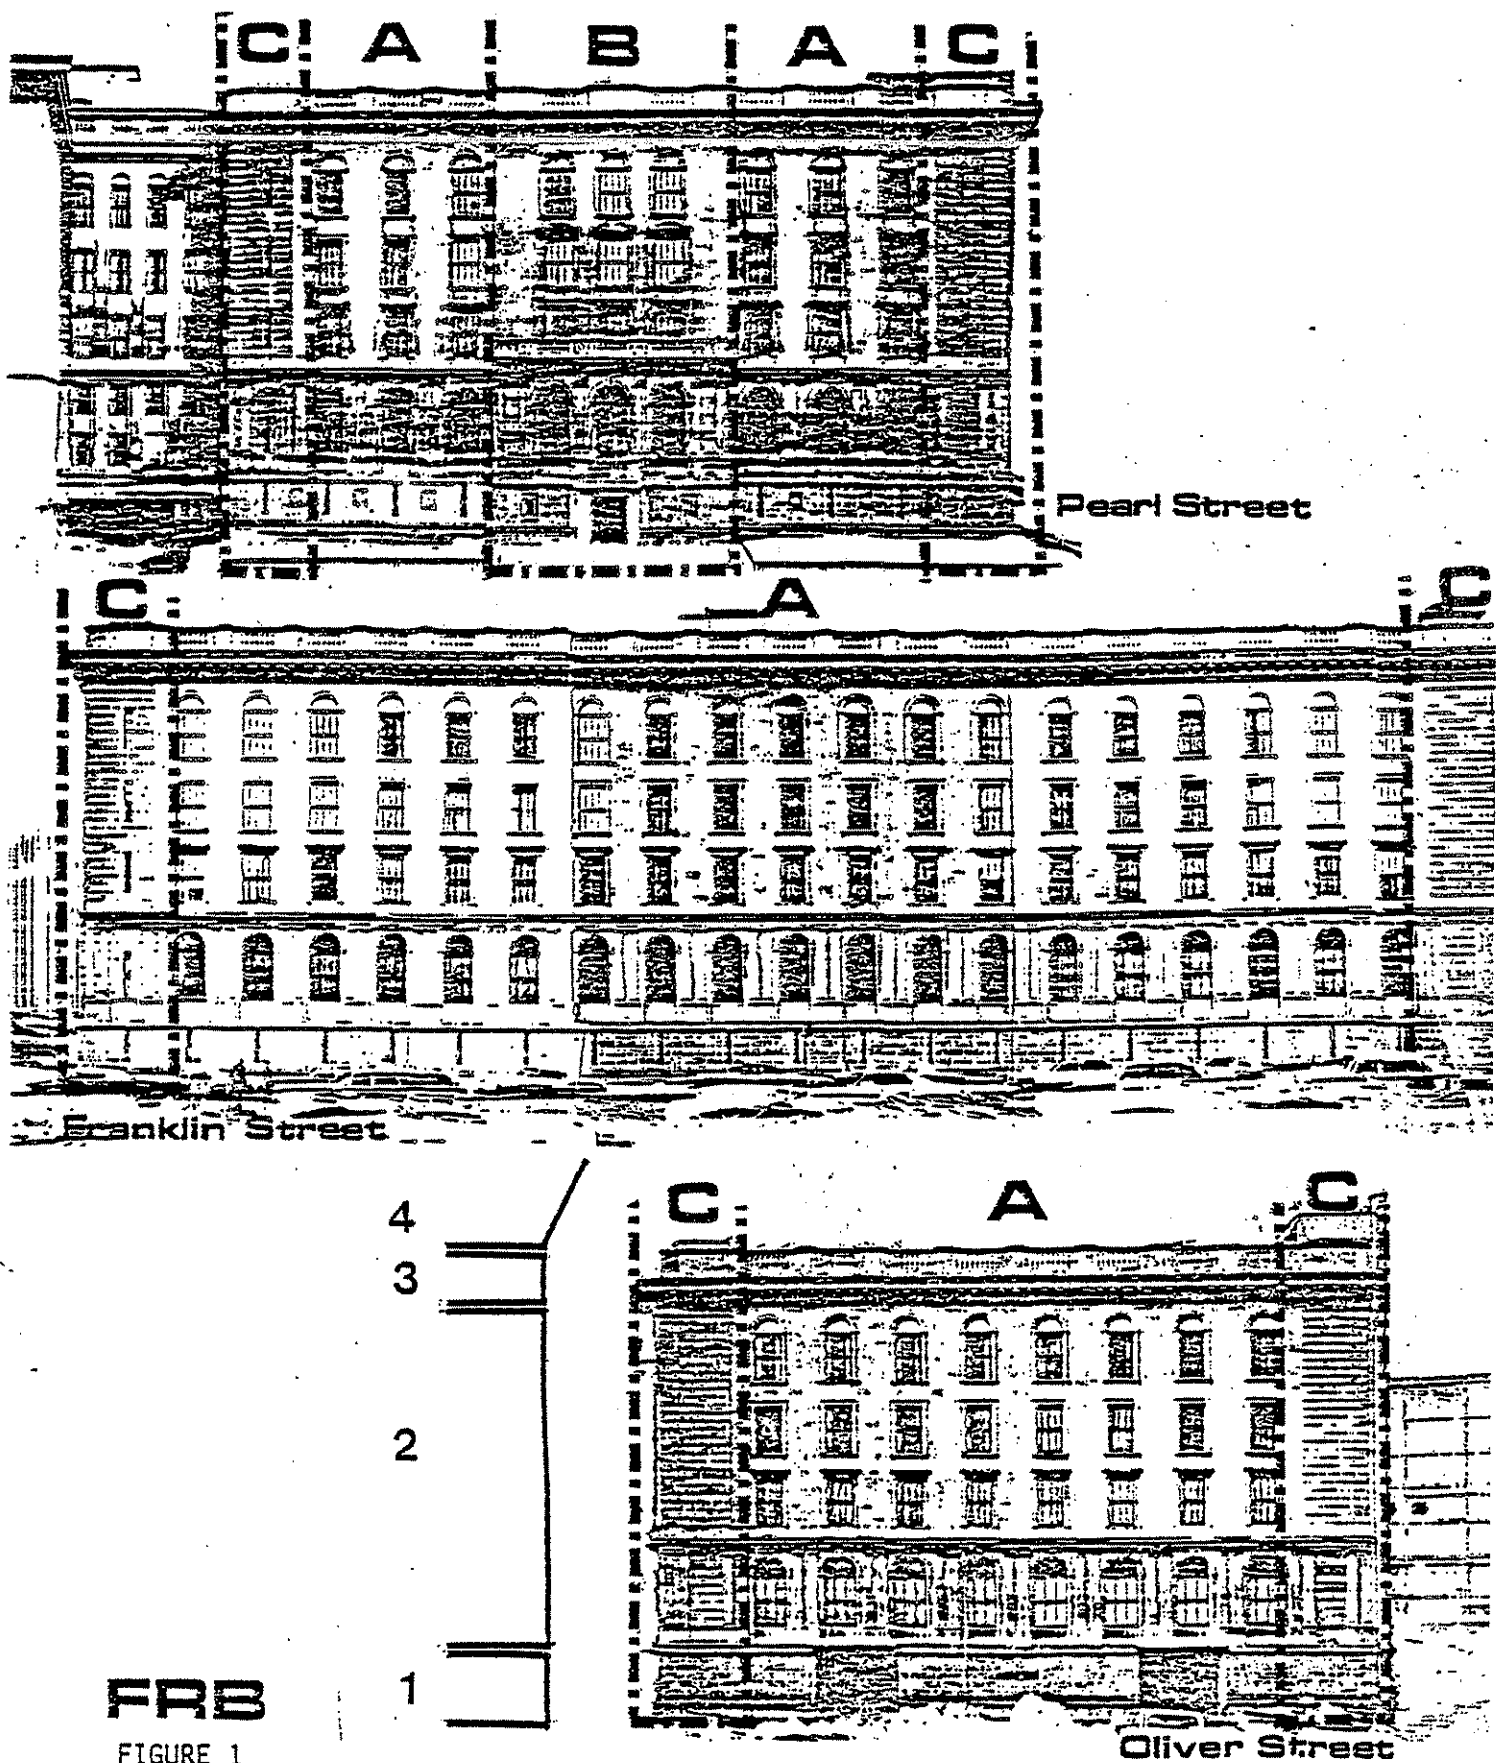 C A B A C
Pearl Street
C A C
Franklin Street
4
3
2
1
C A C
FRB
FIGURE 1
Oliver Street